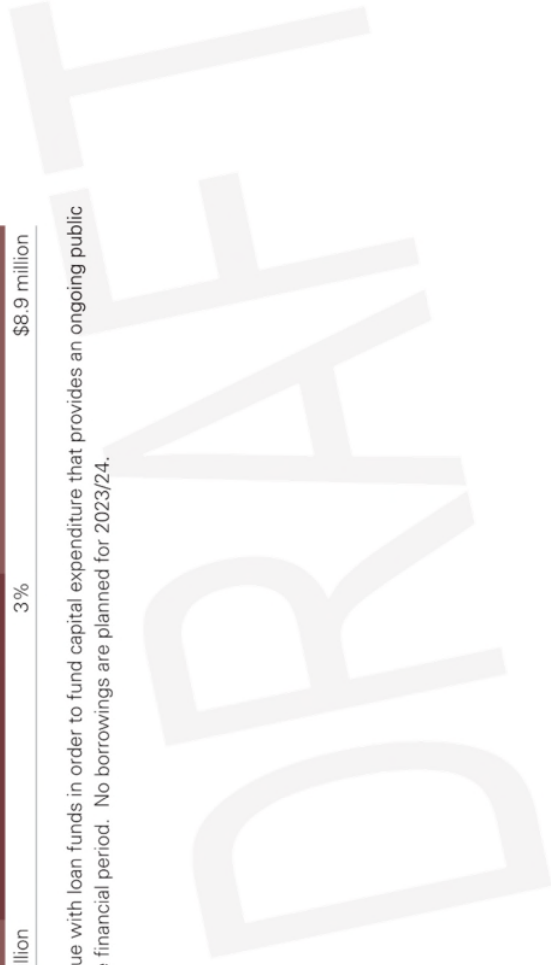 llion 3% $8.9 million
ue with loan funds in order to fund capital expenditure that provides an ongoing public
financial period. No borrowings are planned for 2023/24.
DRAFT